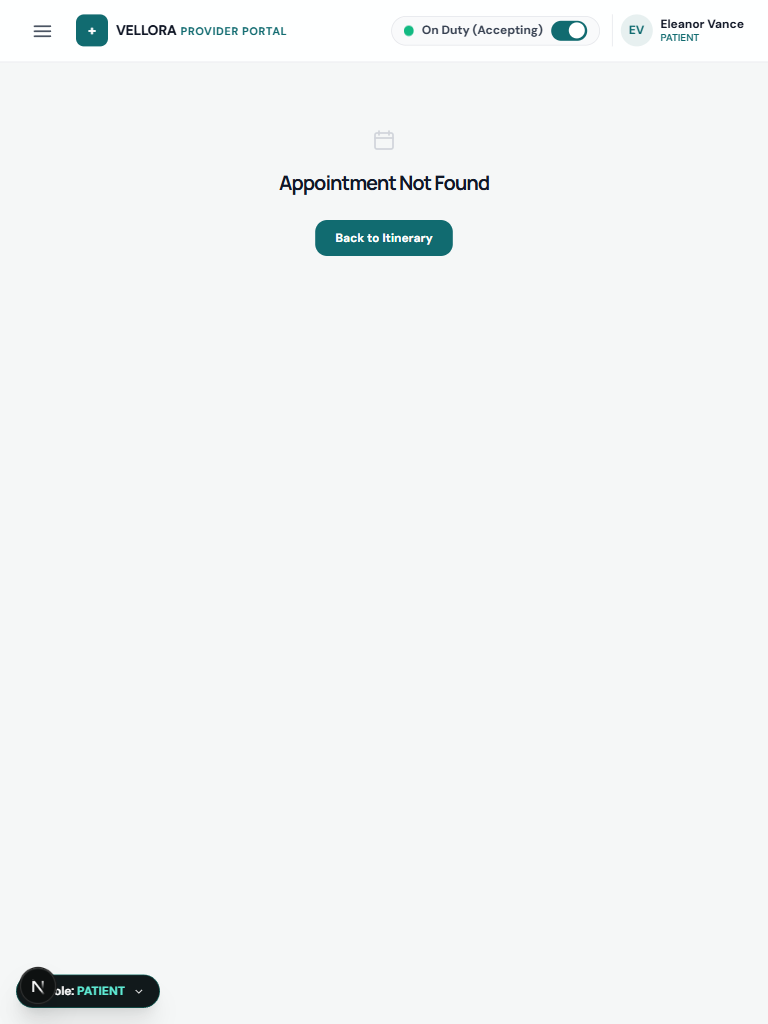 VELLORA PROVIDER PORTAL
On Duty (Accepting)
EV
Eleanor Vance
PATIENT
Appointment Not Found
Back to Itinerary
N
ole: PATIENT